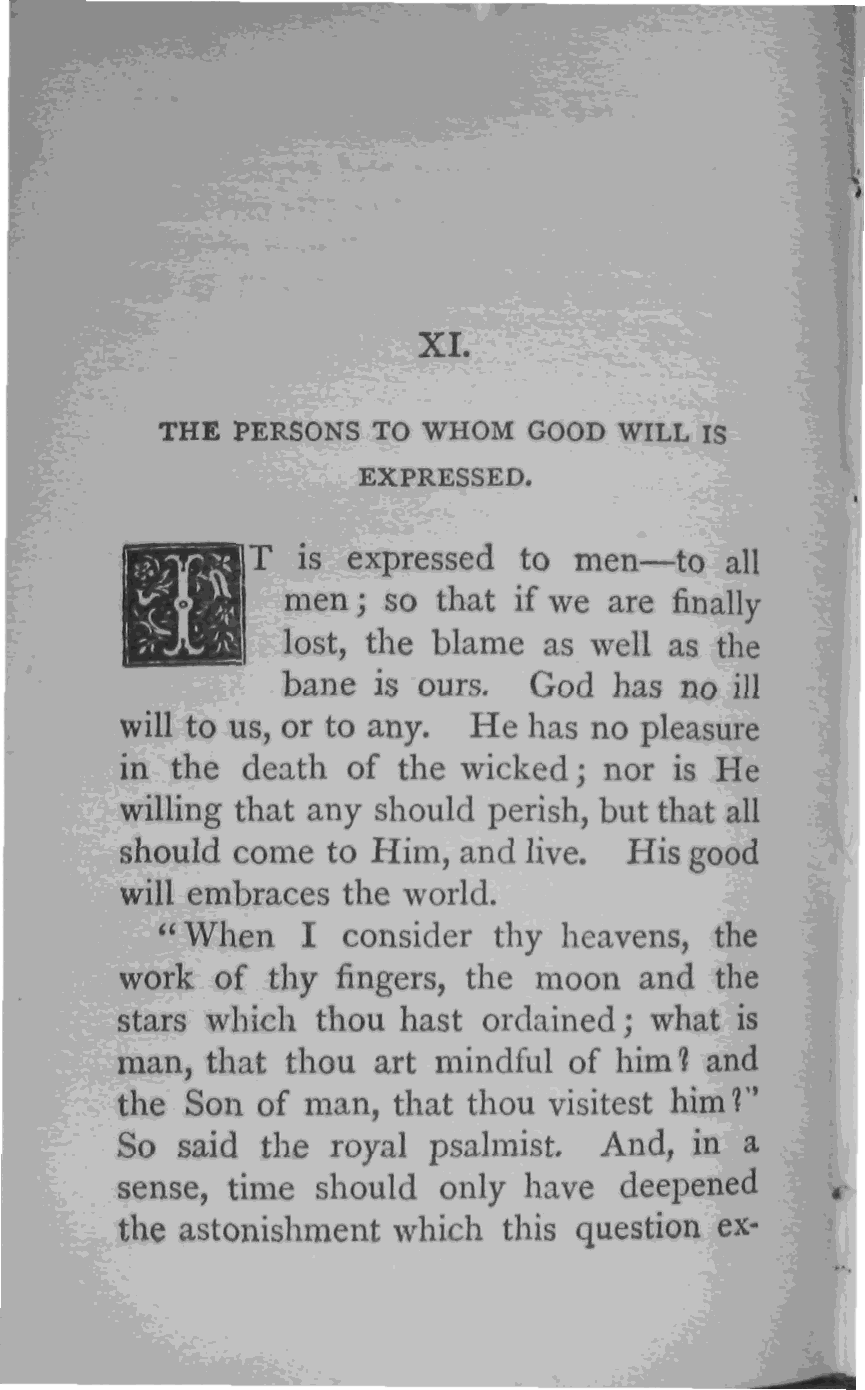 XI.
THE PERSONS TO WHOM GOOD WILL IS
EXPRESSED.
IT is expressed to men—to all
men; so that if we are finally
lost, the blame as well as the
bane is ours. God has no ill
will to us, or to any. He has no pleasure
in the death of the wicked; nor is He
willing that any should perish, but that all
should come to Him, and live. His good
will embraces the world.
“When I consider thy heavens, the
work of thy fingers, the moon and the
stars which thou hast ordained; what is
man, that thou art mindful of him? and
the Son of man, that thou visitest him?”
So said the royal psalmist. And, in a
sense, time should only have deepened
the astonishment which this question ex-